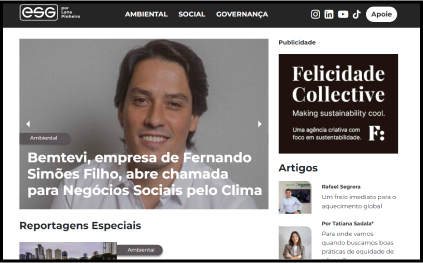 esg
por
Lana
Pinheiro
AMBIENTAL SOCIAL GOVERNANÇA
Apoie
Publicidade
Felicidade
Collective
Making sustainability cool.
Uma agência criativa com
foco em sustentabilidade.
F:
Ambiental
Bemtevi, empresa de Fernando
Simões Filho, abre chamada
para Negócios Sociais pelo Clima
Artigos
Rafael Segrera
Um freio imediato para o
aquecimento global
Por Tatiana Sadala*
Para onde vamos
quando buscamos boas
práticas de equidade de
Reportagens Especiais
Ambiental